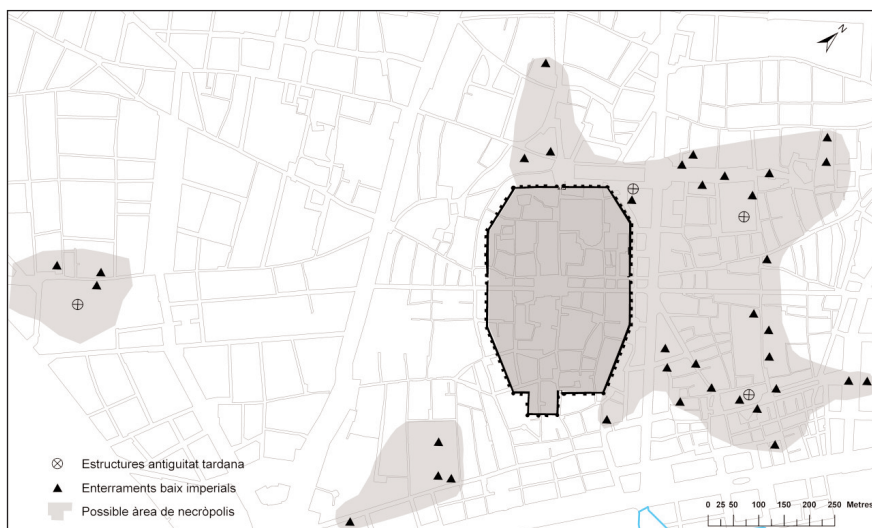 N
Estructures antiguitat tardana
Enterraments baix imperials
Possible àrea de necròpolis
0 25 50 100 150 200 250 Metres